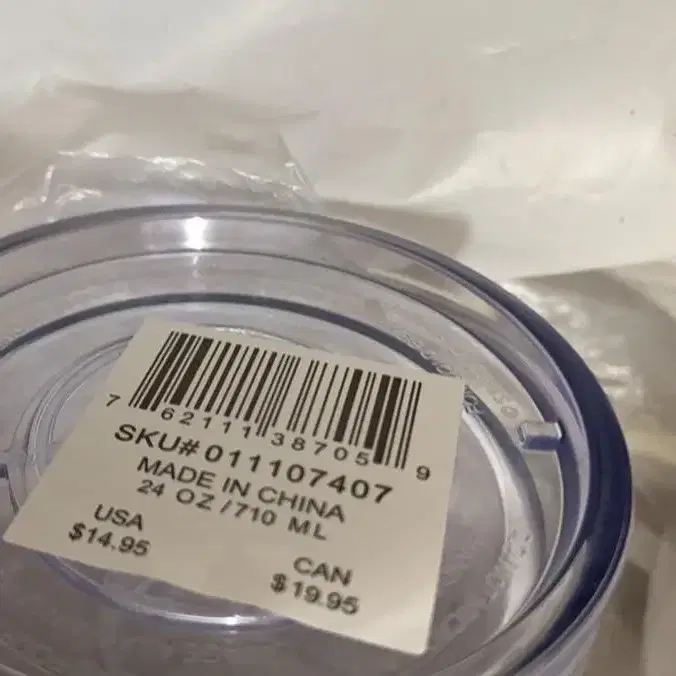 7 62111 38705 9
SKU# 011107407
MADE IN CHINA
24 OZ / 710 ML
USA
$14.95
CAN
$19.95